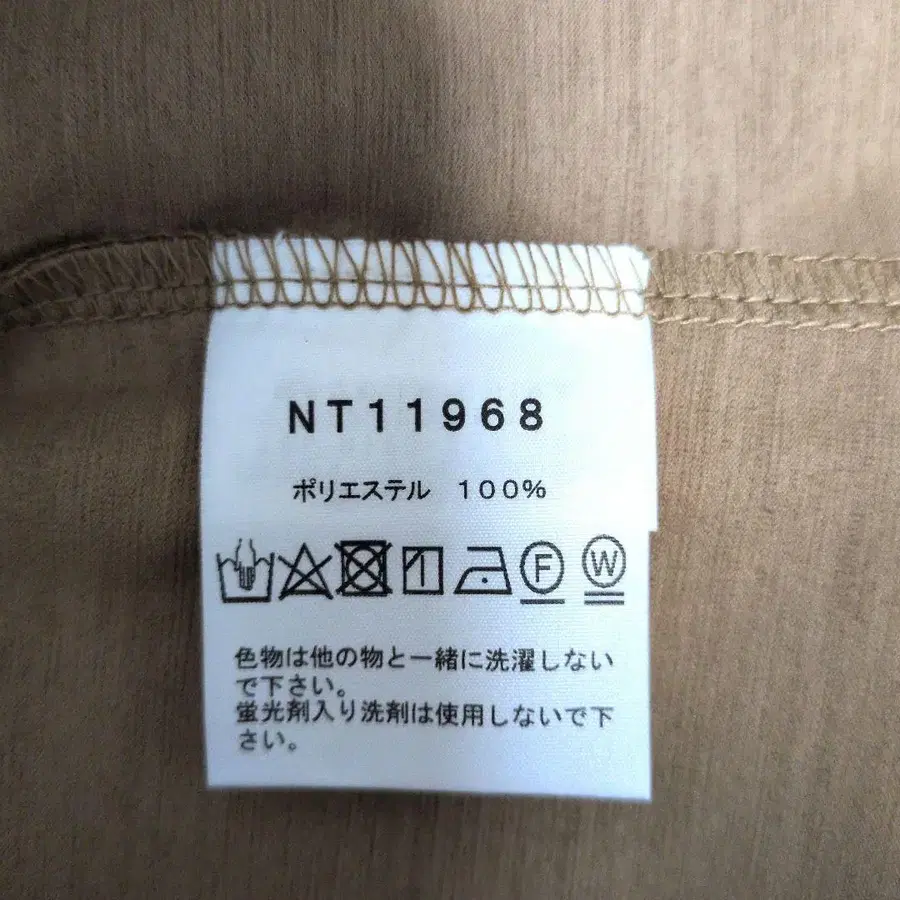 NT11968
ポリエステル 100%
F W
色物は他の物と一緒に洗濯しない
で下さい。
蛍光剤入り洗剤は使用しないで下
さい。